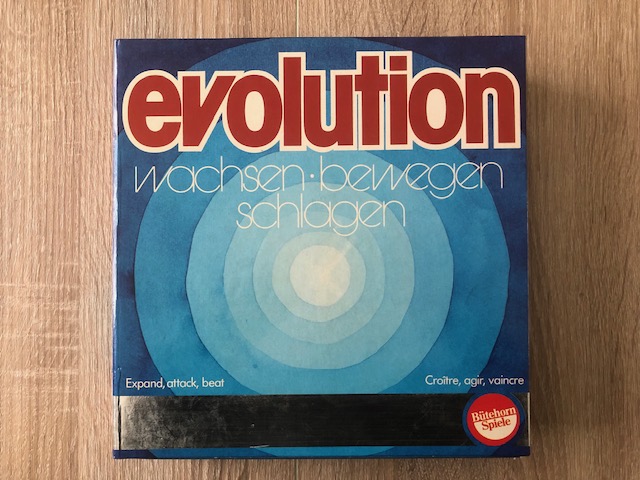 evolution
wachsen·bewegen
schlagen
Expand, attack, beat
Croître, agir, vaincre
Bütehorn
Spiele